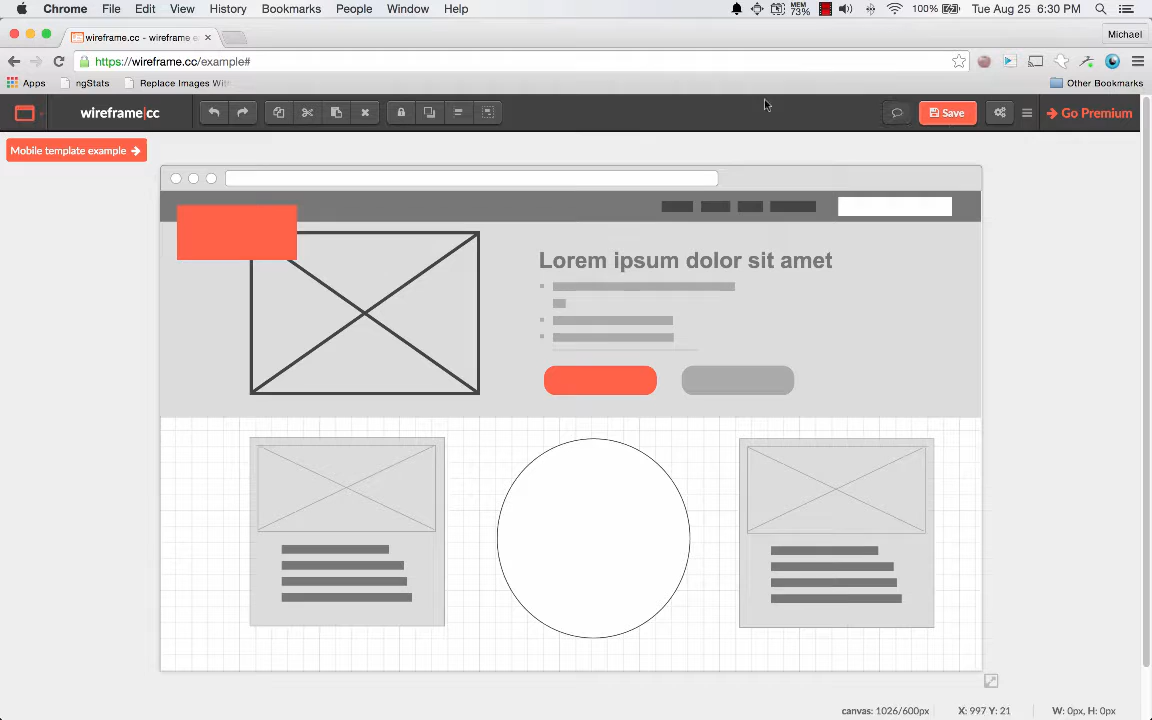 Chrome File Edit View History Bookmarks People Window Help MEM 73% 100% Tue Aug 25 6:30 PM
wireframe.cc - wireframe e × Michael
https://wireframe.cc/example#
Apps ngStats Replace Images Wit Other Bookmarks
wireframe|cc Save Go Premium
Mobile template example
Lorem ipsum dolor sit amet
canvas: 1026/600px X: 997 Y: 21 W: 0px, H: 0px